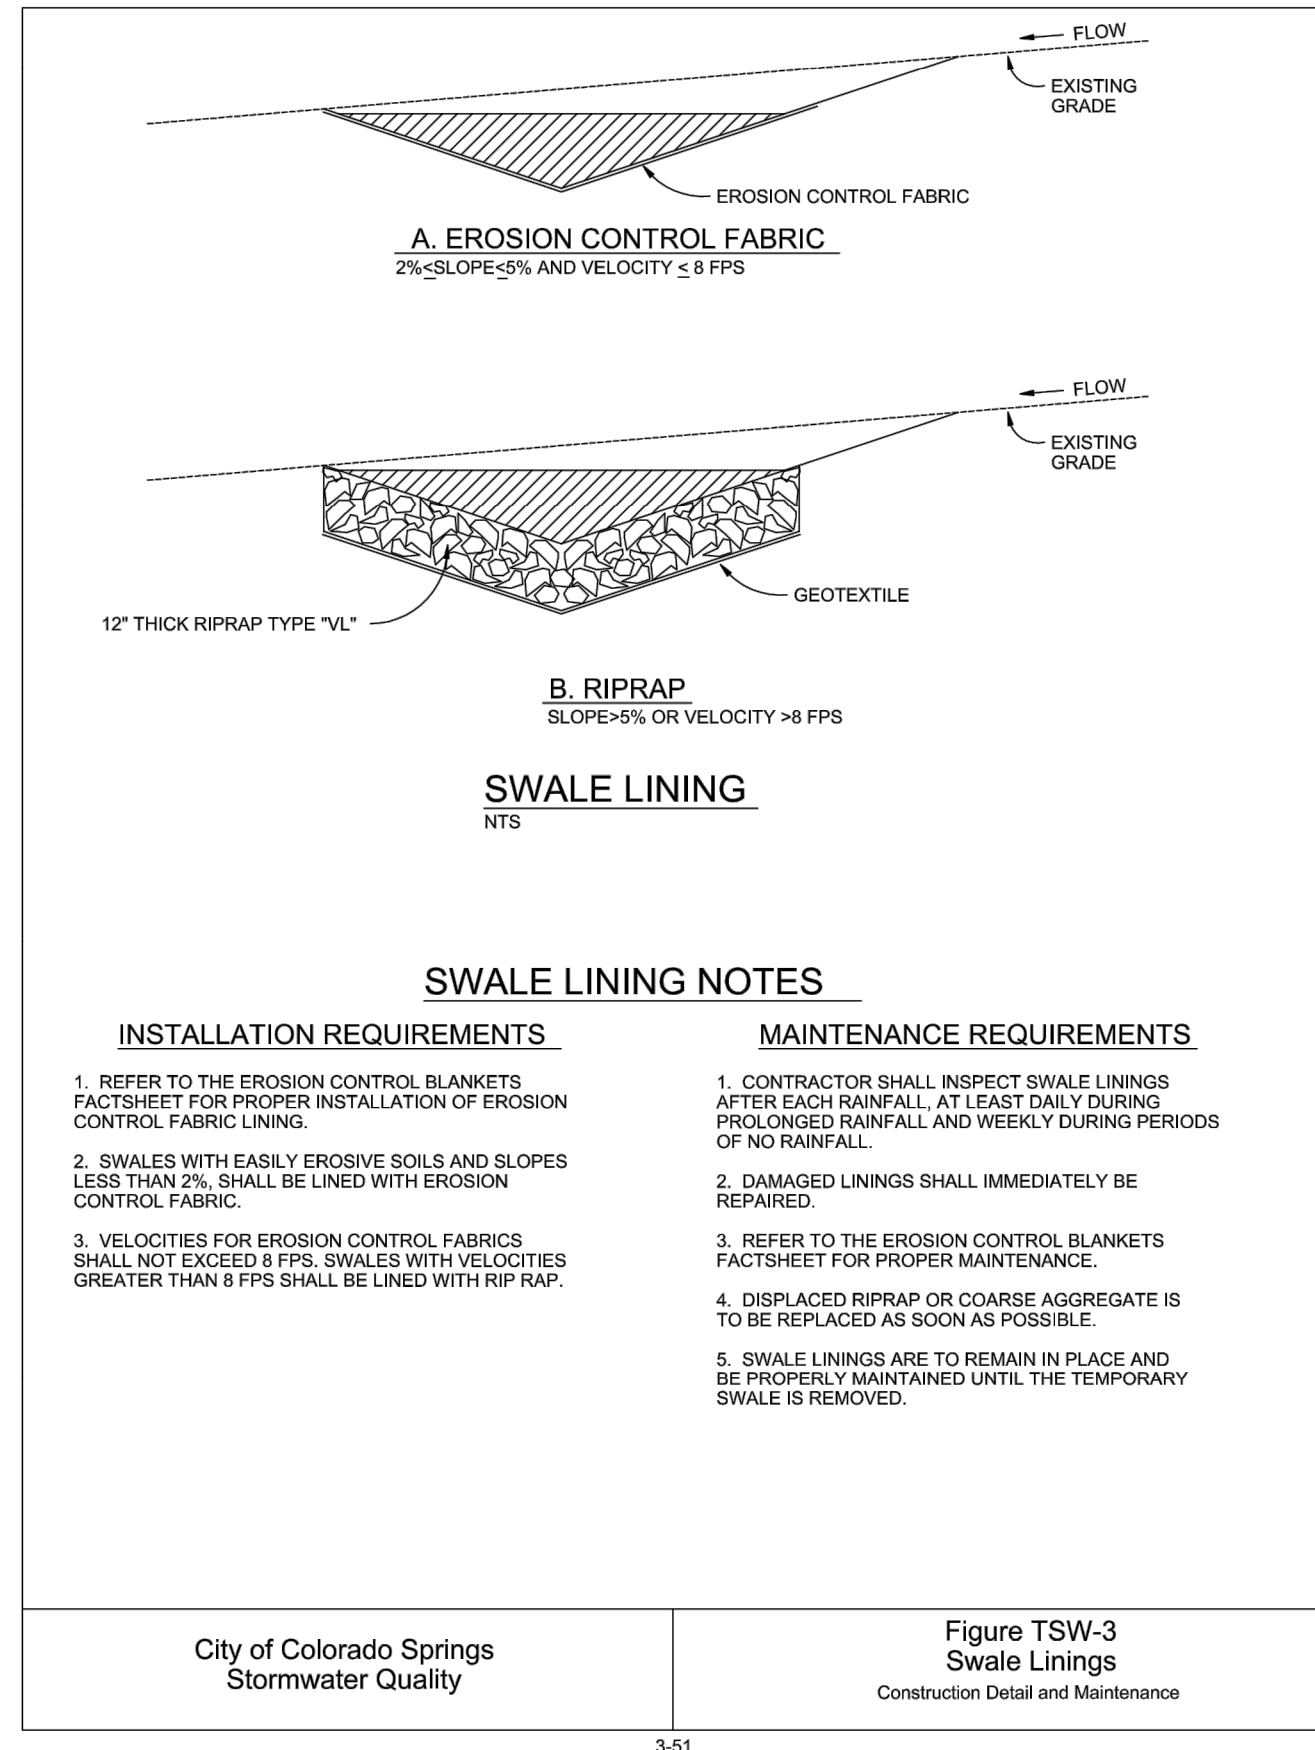 FLOW
EXISTING
GRADE
EROSION CONTROL FABRIC
A. EROSION CONTROL FABRIC
2%≤SLOPE≤5% AND VELOCITY ≤ 8 FPS
FLOW
EXISTING
GRADE
GEOTEXTILE
12" THICK RIPRAP TYPE "VL"
B. RIPRAP
SLOPE>5% OR VELOCITY >8 FPS
SWALE LINING
NTS
SWALE LINING NOTES
INSTALLATION REQUIREMENTS
1. REFER TO THE EROSION CONTROL BLANKETS
FACTSHEET FOR PROPER INSTALLATION OF EROSION
CONTROL FABRIC LINING.
2. SWALES WITH EASILY EROSIVE SOILS AND SLOPES
LESS THAN 2%, SHALL BE LINED WITH EROSION
CONTROL FABRIC.
3. VELOCITIES FOR EROSION CONTROL FABRICS
SHALL NOT EXCEED 8 FPS. SWALES WITH VELOCITIES
GREATER THAN 8 FPS SHALL BE LINED WITH RIP RAP.
MAINTENANCE REQUIREMENTS
1. CONTRACTOR SHALL INSPECT SWALE LININGS
AFTER EACH RAINFALL, AT LEAST DAILY DURING
PROLONGED RAINFALL AND WEEKLY DURING PERIODS
OF NO RAINFALL.
2. DAMAGED LININGS SHALL IMMEDIATELY BE
REPAIRED.
3. REFER TO THE EROSION CONTROL BLANKETS
FACTSHEET FOR PROPER MAINTENANCE.
4. DISPLACED RIPRAP OR COARSE AGGREGATE IS
TO BE REPLACED AS SOON AS POSSIBLE.
5. SWALE LININGS ARE TO REMAIN IN PLACE AND
BE PROPERLY MAINTAINED UNTIL THE TEMPORARY
SWALE IS REMOVED.
City of Colorado Springs
Stormwater Quality
Figure TSW-3
Swale Linings
Construction Detail and Maintenance
3-51